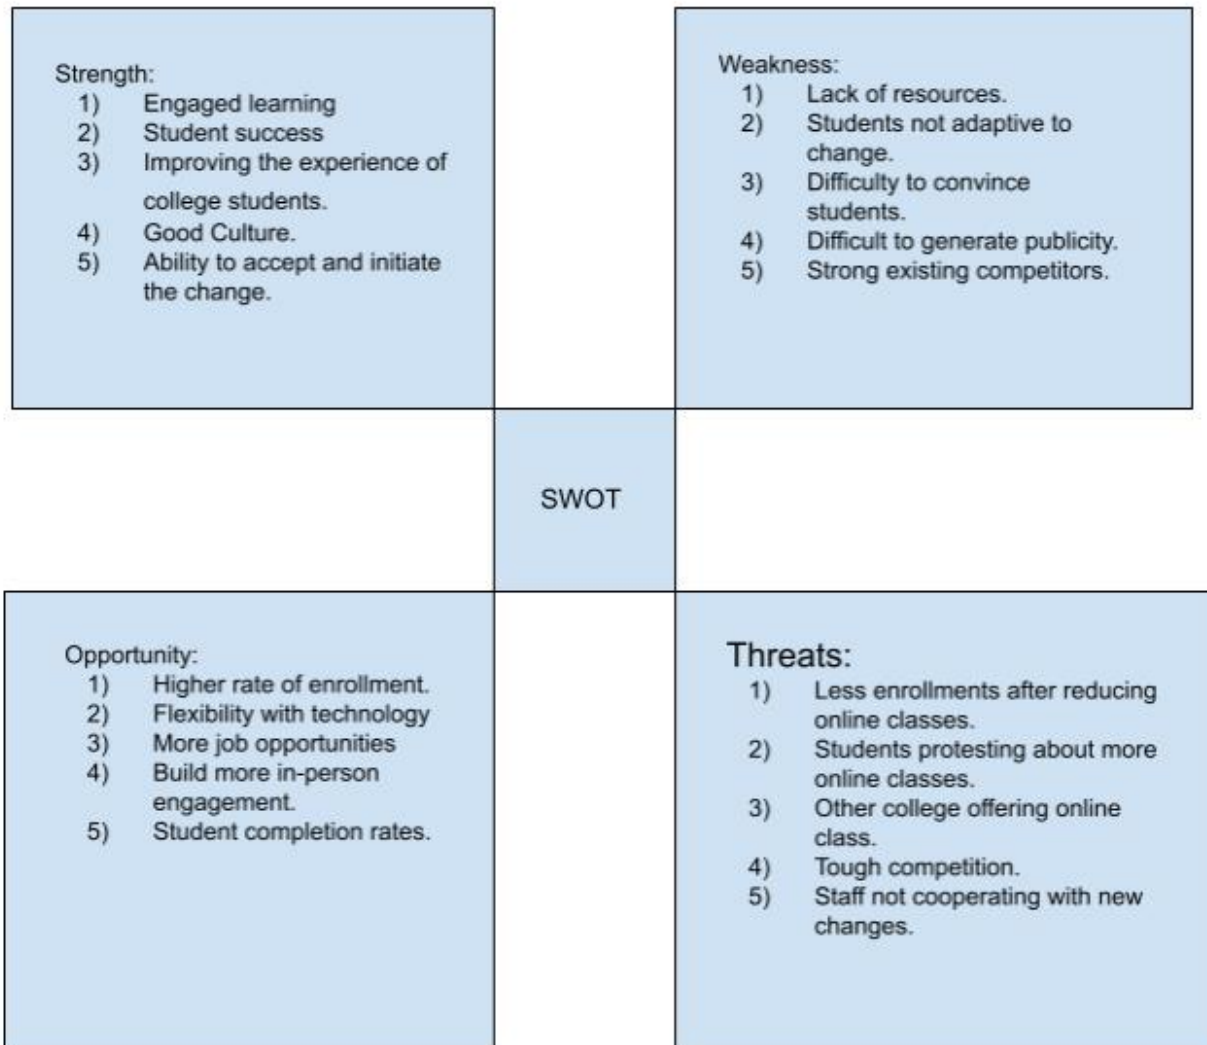 Strength:
1) Engaged learning
2) Student success
3) Improving the experience of
college students.
4) Good Culture.
5) Ability to accept and initiate
the change.
Weakness:
1) Lack of resources.
2) Students not adaptive to
change.
3) Difficulty to convince
students.
4) Difficult to generate publicity.
5) Strong existing competitors.
SWOT
Opportunity:
1) Higher rate of enrollment.
2) Flexibility with technology
3) More job opportunities
4) Build more in-person
engagement.
5) Student completion rates.
Threats:
1) Less enrollments after reducing
online classes.
2) Students protesting about more
online classes.
3) Other college offering online
class.
4) Tough competition.
5) Staff not cooperating with new
changes.